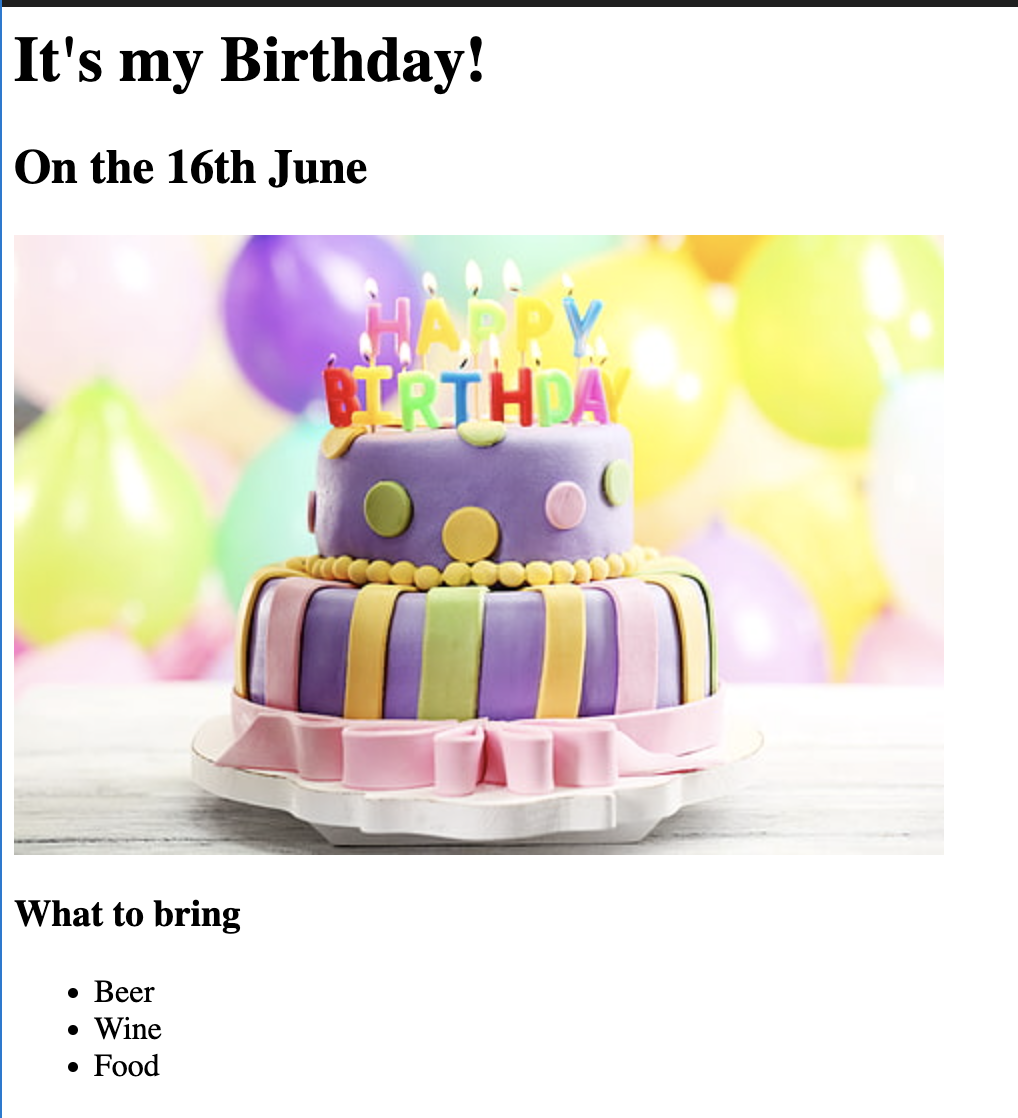 It's my Birthday!
On the 16th June
HAPPY
BIRTHDAY
What to bring
Beer
Wine
Food